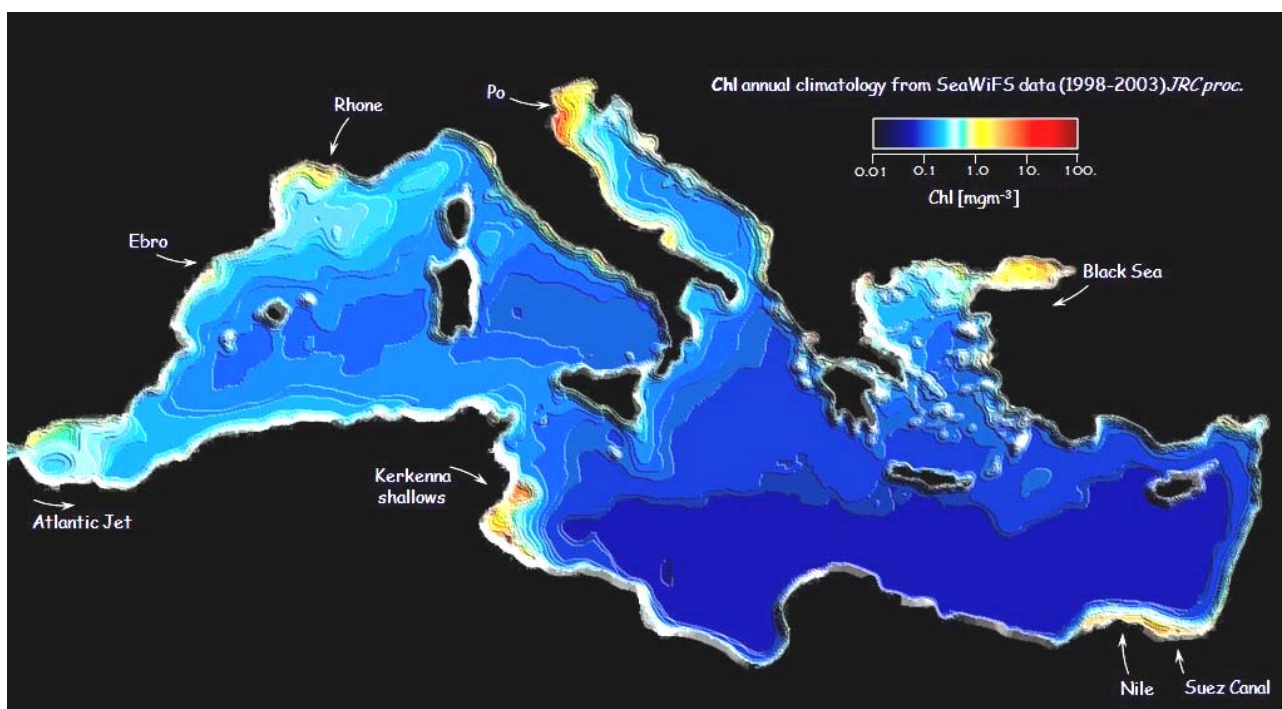 Chl annual climatology from SeaWiFS data (1998-2003) JRC proc.
Po
Rhone
0.01 0.1 1.0 10. 100.
Chl [mgm⁻³]
Ebro
Black Sea
Kerkenna
shallows
Atlantic Jet
Nile
Suez Canal